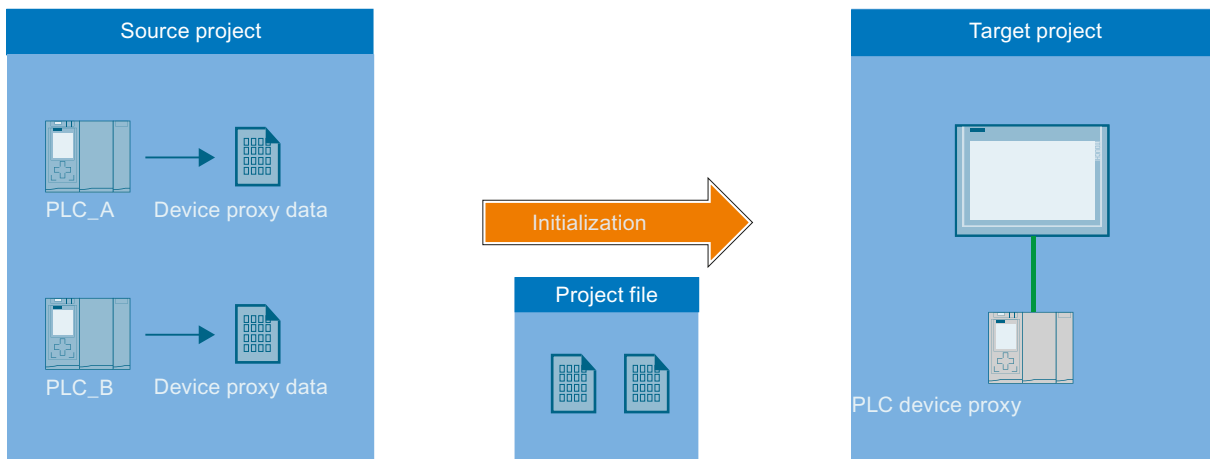 Source project
PLC_A
Device proxy data
PLC_B
Device proxy data
Initialization
Project file
Target project
PLC device proxy